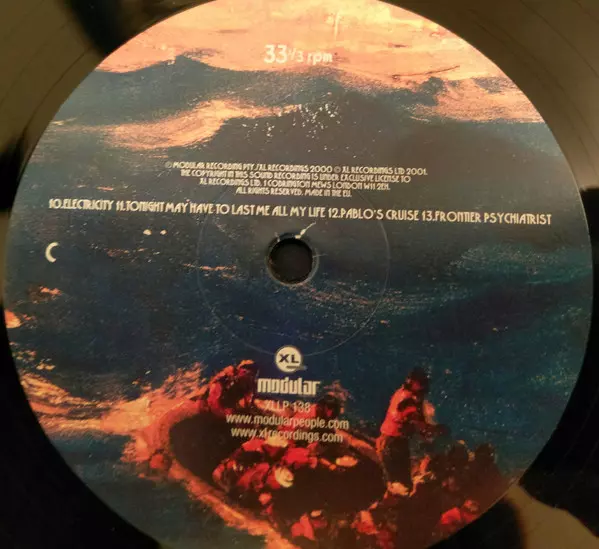 33⅓ rpm
℗ MODULAR RECORDING PTY./XL RECORDINGS 2000 © XL RECORDINGS LTD 2001.
THE COPYRIGHT IN THIS SOUND RECORDING IS UNDER EXCLUSIVE LICENSE TO
XL RECORDINGS LTD. 1 CODRINGTON MEWS LONDON W11 2EH.
ALL RIGHTS RESERVED. MADE IN THE EU.
10.ELECTRICITY 11.TONIGHT MAY HAVE TO LAST ME ALL MY LIFE 12.PABLO'S CRUISE 13.FRONTIER PSYCHIATRIST
C
XL
modular
XLLP 138
www.modularpeople.com
www.xlrecordings.com